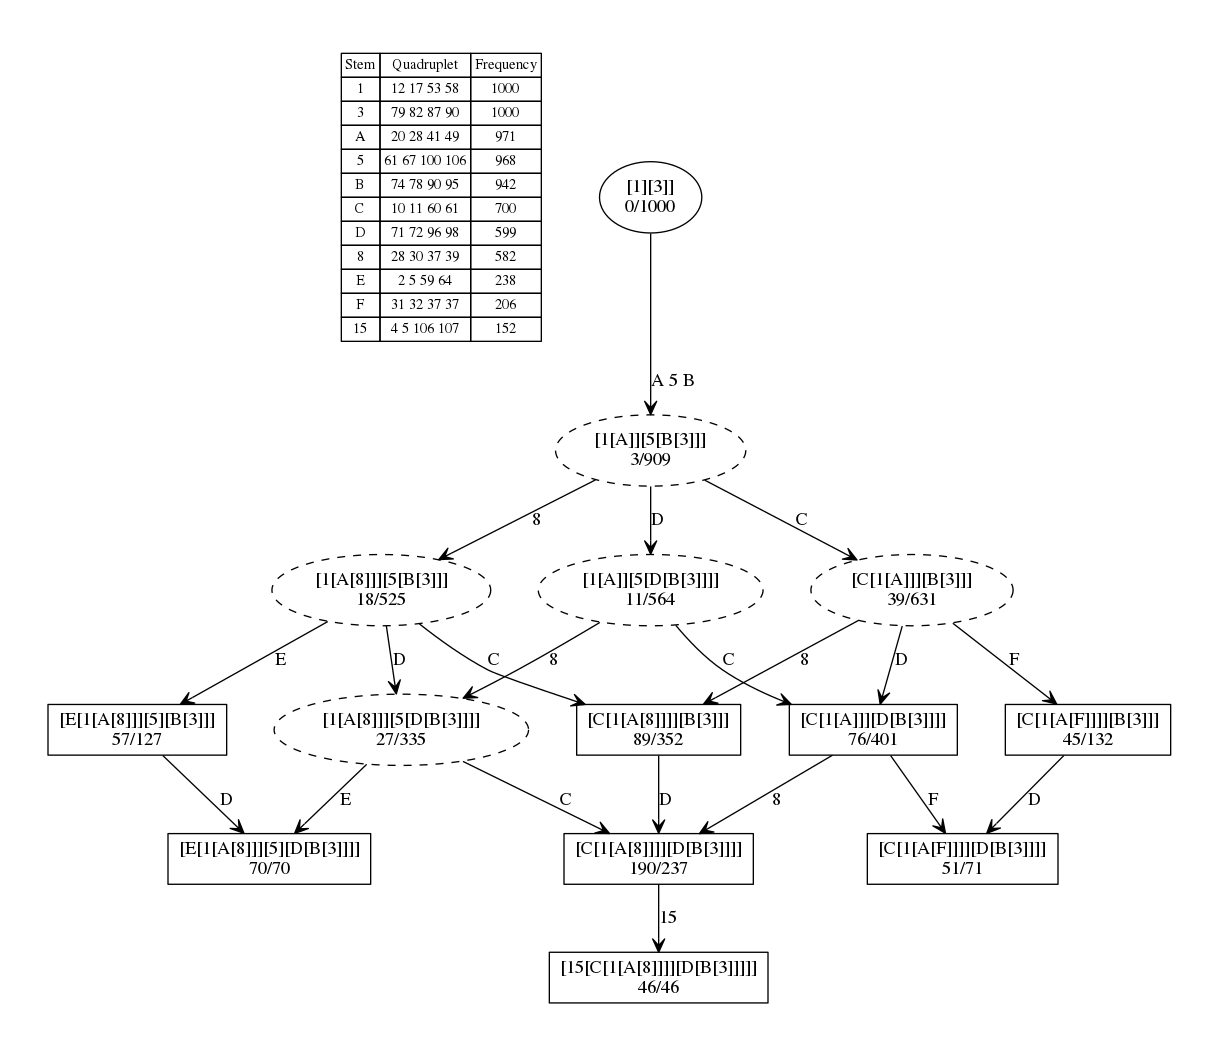 Stem Quadruplet Frequency
1 12 17 53 58 1000
3 79 82 87 90 1000
A 20 28 41 49 971
5 61 67 100 106 968
B 74 78 90 95 942
C 10 11 60 61 700
D 71 72 96 98 599
8 28 30 37 39 582
E 2 5 59 64 238
F 31 32 37 37 206
15 4 5 106 107 152
[1][3]]
0/1000
A 5 B
[1[A]][5[B[3]]]
3/909
8 D C
[1[A[8]]][5[B[3]]]
18/525
[1[A]][5[D[B[3]]]]
11/564
[C[1[A]]][B[3]]]
39/631
E D C 8 C 8 D F
[E[1[A[8]]][5][B[3]]]
57/127
[1[A[8]]][5[D[B[3]]]]
27/335
[C[1[A[8]]]][B[3]]]
89/352
[C[1[A]]][D[B[3]]]]
76/401
[C[1[A[F]]]][B[3]]]
45/132
D E C D 8 F D
[E[1[A[8]]][5][D[B[3]]]]
70/70
[C[1[A[8]]]][D[B[3]]]]
190/237
[C[1[A[F]]]][D[B[3]]]]
51/71
15
[15[C[1[A[8]]]][D[B[3]]]]]
46/46